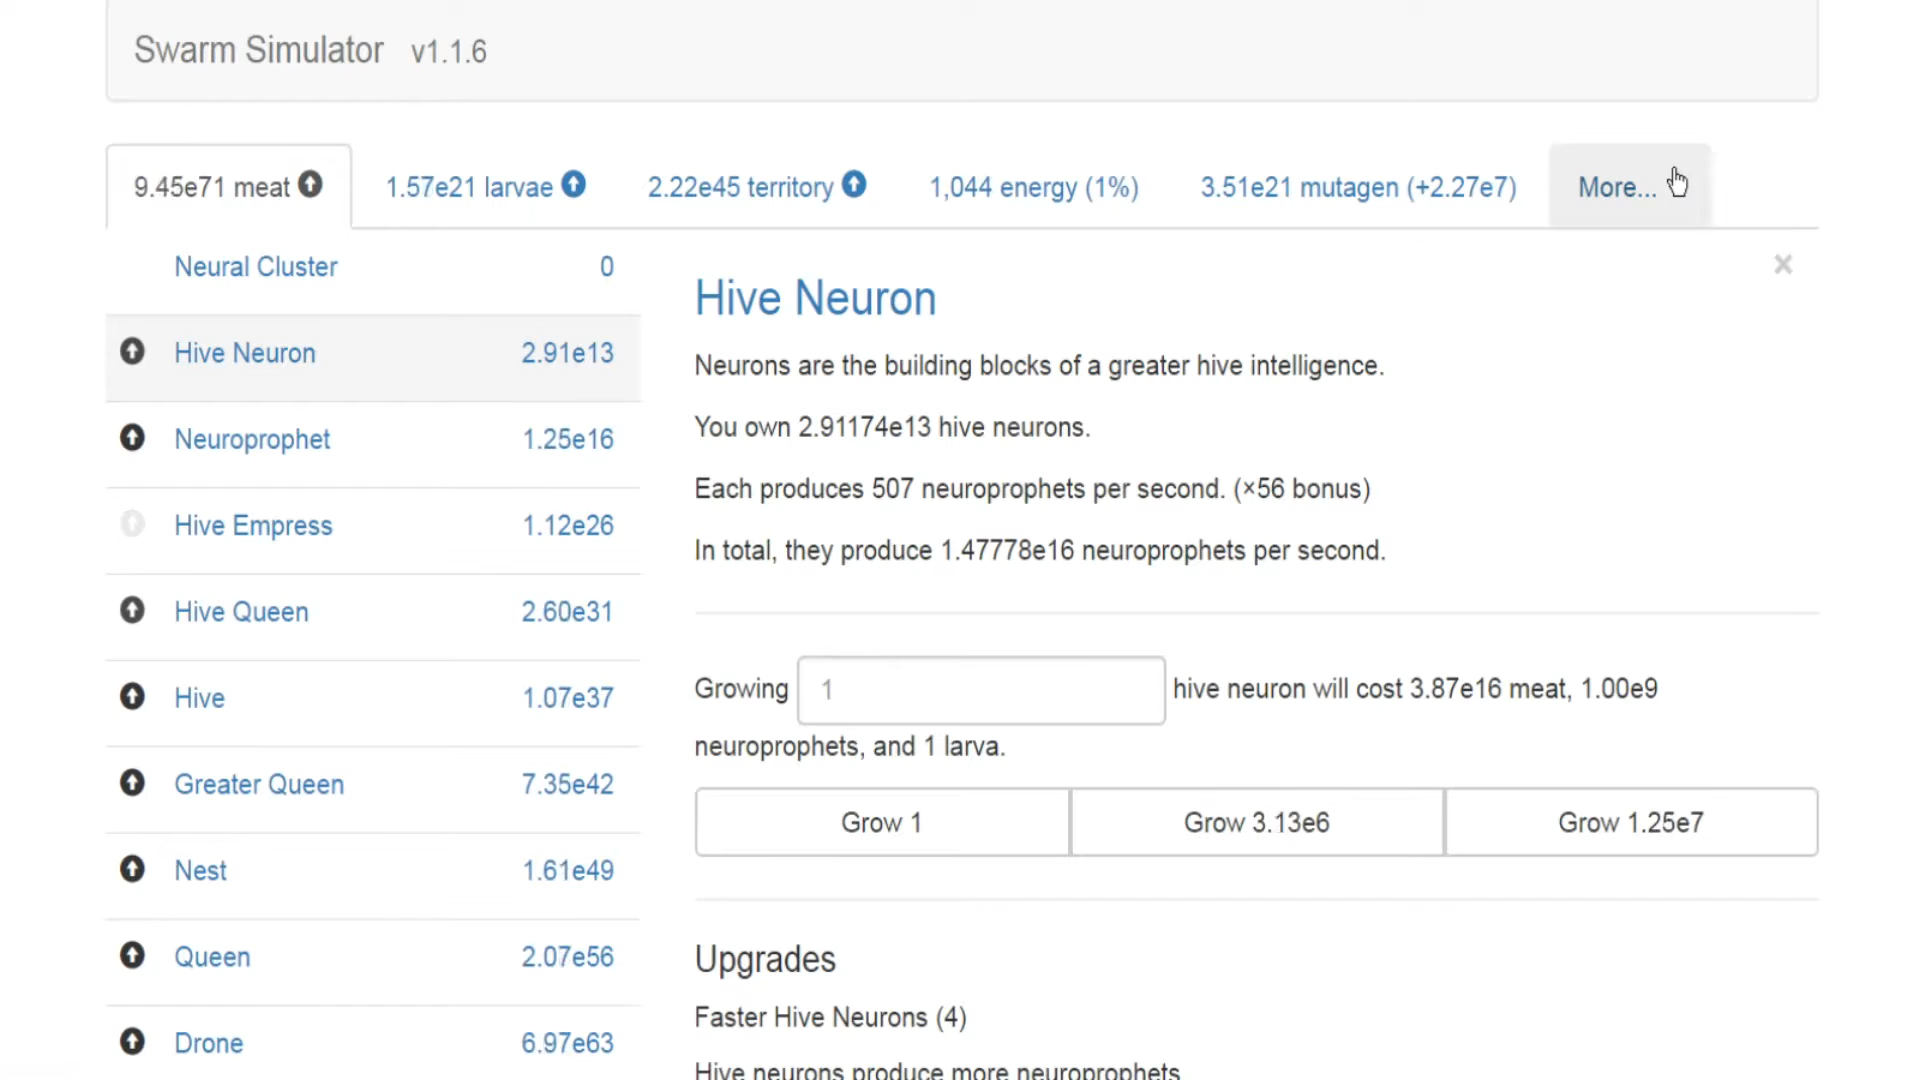 Swarm Simulator v1.1.6
9.45e71 meat 1.57e21 larvae 2.22e45 territory 1,044 energy (1%) 3.51e21 mutagen (+2.27e7) More...
Neural Cluster 0
Hive Neuron 2.91e13
Neuroprophet 1.25e16
Hive Empress 1.12e26
Hive Queen 2.60e31
Hive 1.07e37
Greater Queen 7.35e42
Nest 1.61e49
Queen 2.07e56
Drone 6.97e63
×
Hive Neuron
Neurons are the building blocks of a greater hive intelligence.
You own 2.91174e13 hive neurons.
Each produces 507 neuroprophets per second. (×56 bonus)
In total, they produce 1.47778e16 neuroprophets per second.
Growing 1 hive neuron will cost 3.87e16 meat, 1.00e9
neuroprophets, and 1 larva.
Grow 1 Grow 3.13e6 Grow 1.25e7
Upgrades
Faster Hive Neurons (4)
Hive neurons produce more neuroprophets